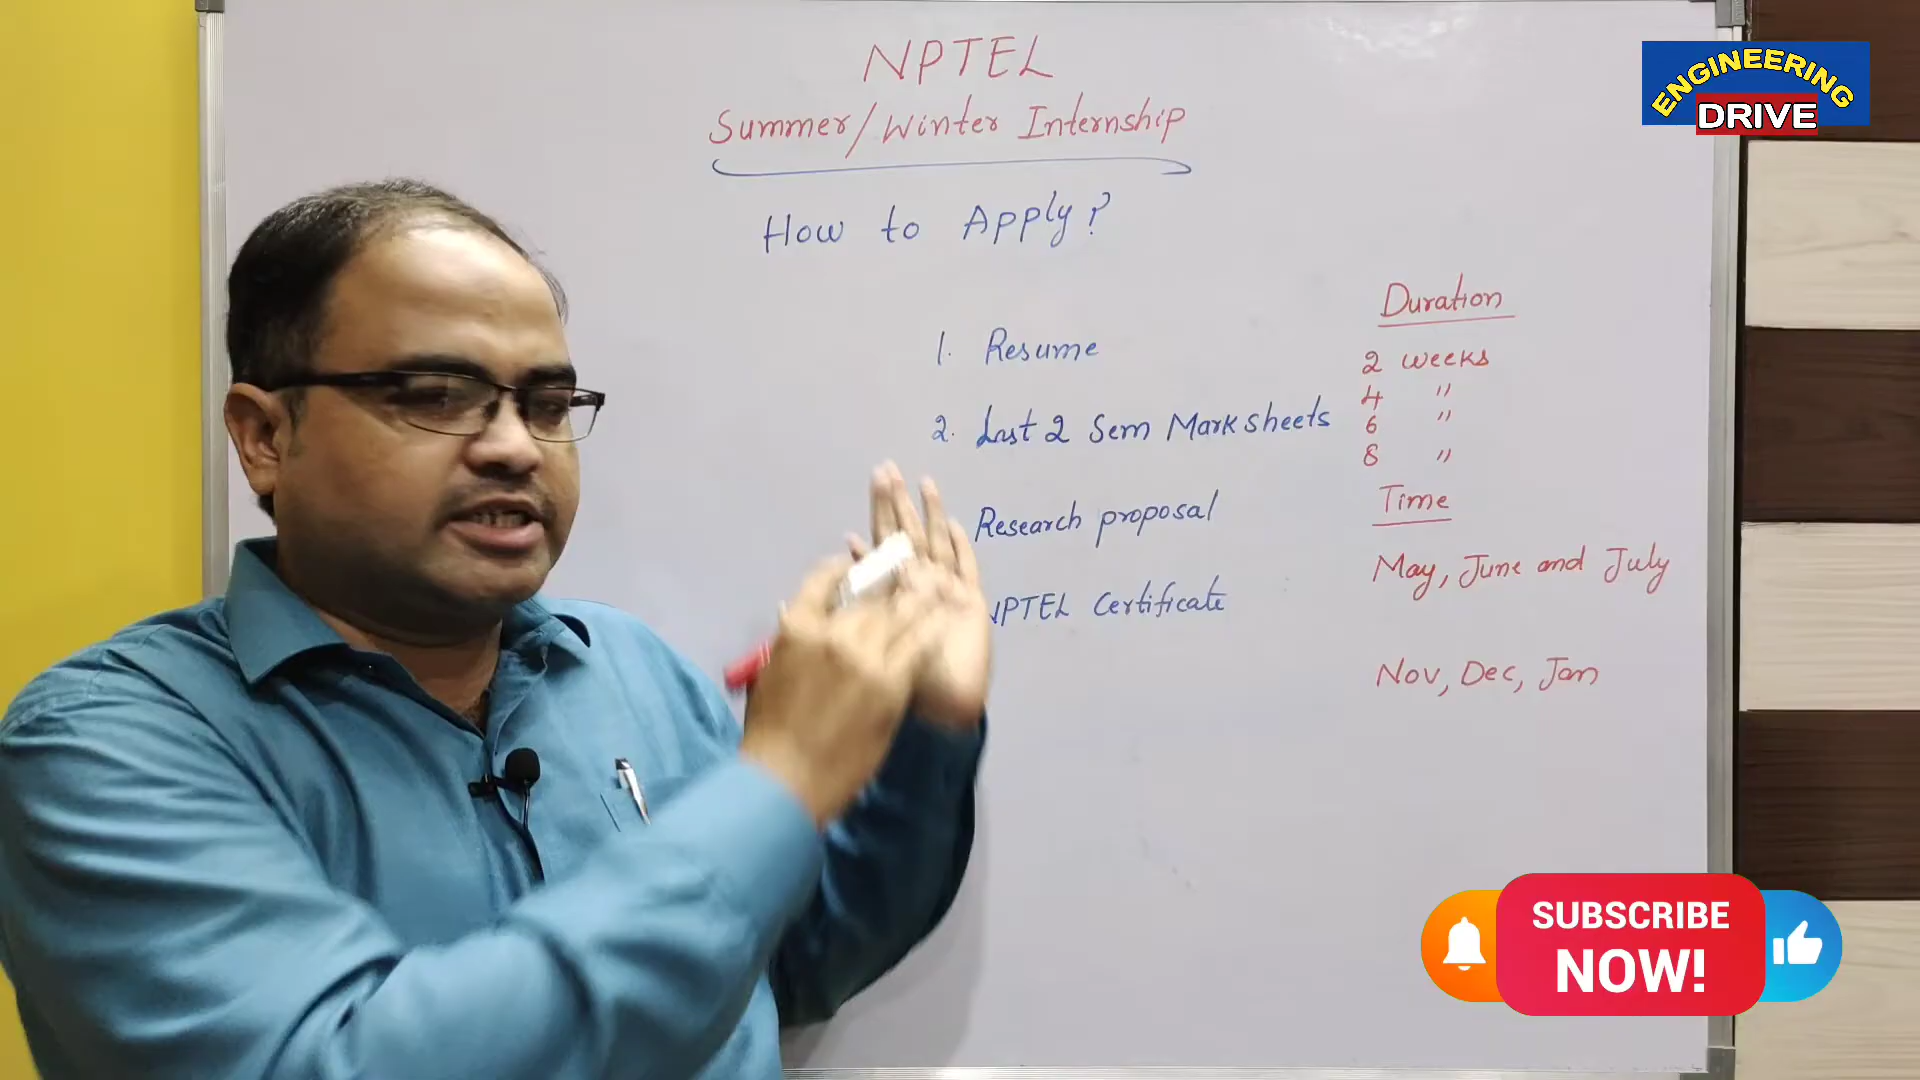 NPTEL
Summer/Winter Internship
How to Apply?
1. Resume
2. Last 2 Sem Marksheets
Research proposal
NPTEL Certificate
Duration
2 weeks
4 "
6 "
8 "
Time
May, June and July
Nov, Dec, Jan
ENGINEERING
DRIVE
SUBSCRIBE
NOW!